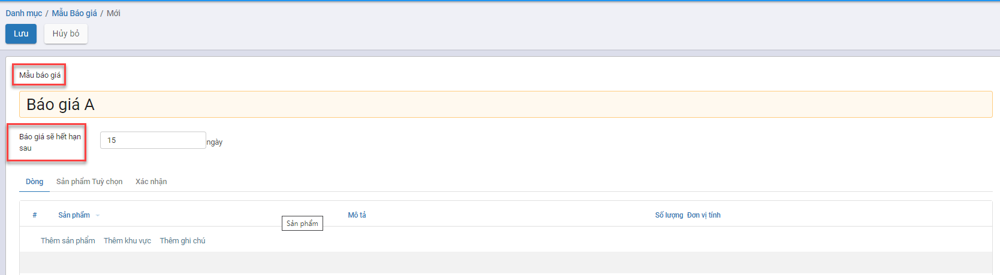 Danh mục / Mẫu Báo giá / Mới
Lưu Hủy bỏ
Mẫu báo giá
Báo giá A
Báo giá sẽ hết hạn
sau
15 ngày
Dòng Sản phẩm Tuỳ chọn Xác nhận
# Sản phẩm Mô tả Số lượng Đơn vị tính
Sản phẩm
Thêm sản phẩm Thêm khu vực Thêm ghi chú